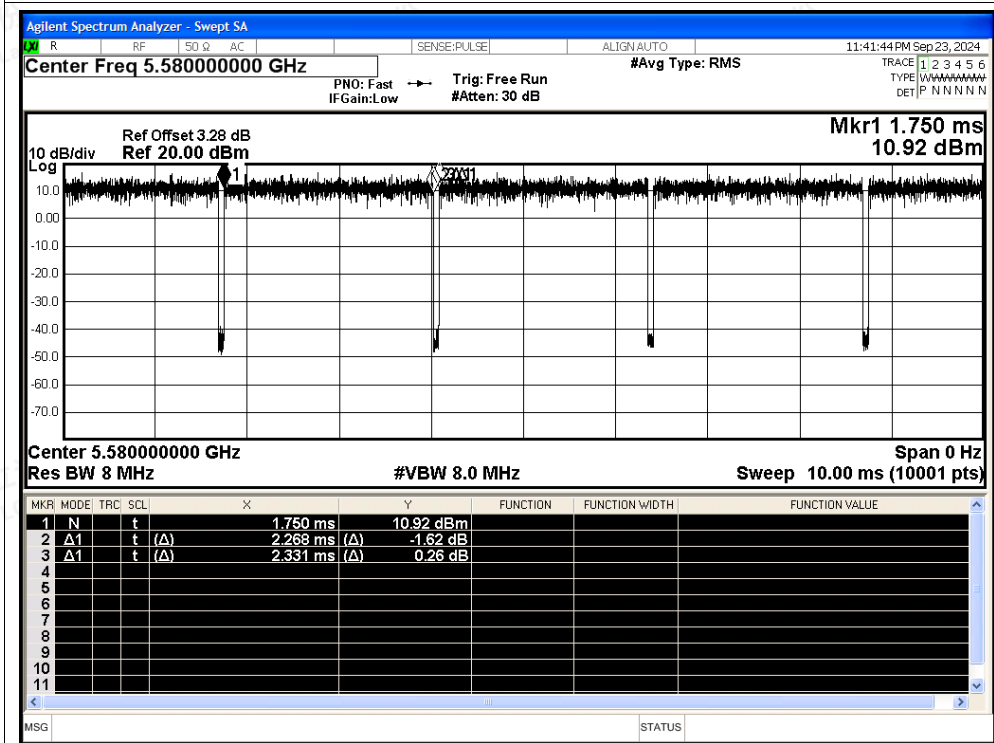 Agilent Spectrum Analyzer - Swept SA
LXI R RF 50 Ω AC SENSE:PULSE ALIGN AUTO 11:41:44 PM Sep 23, 2024
Center Freq 5.580000000 GHz #Avg Type: RMS TRACE 1 2 3 4 5 6
PNO: Fast Trig: Free Run TYPE
IFGain:Low #Atten: 30 dB DET P N N N N N
Mkr1 1.750 ms
Ref Offset 3.28 dB
10 dB/div Ref 20.00 dBm 10.92 dBm
Log
1
10.0
0.00
-10.0
-20.0
-30.0
-40.0
-50.0
-60.0
-70.0
Center 5.580000000 GHz Span 0 Hz
Res BW 8 MHz #VBW 8.0 MHz Sweep 10.00 ms (10001 pts)
MKR MODE TRC SCL X Y FUNCTION FUNCTION WIDTH FUNCTION VALUE
1 N t 1.750 ms 10.92 dBm
2 Δ1 t (Δ) 2.268 ms (Δ) -1.62 dB
3 Δ1 t (Δ) 2.331 ms (Δ) 0.26 dB
4
5
6
7
8
9
10
11
MSG STATUS